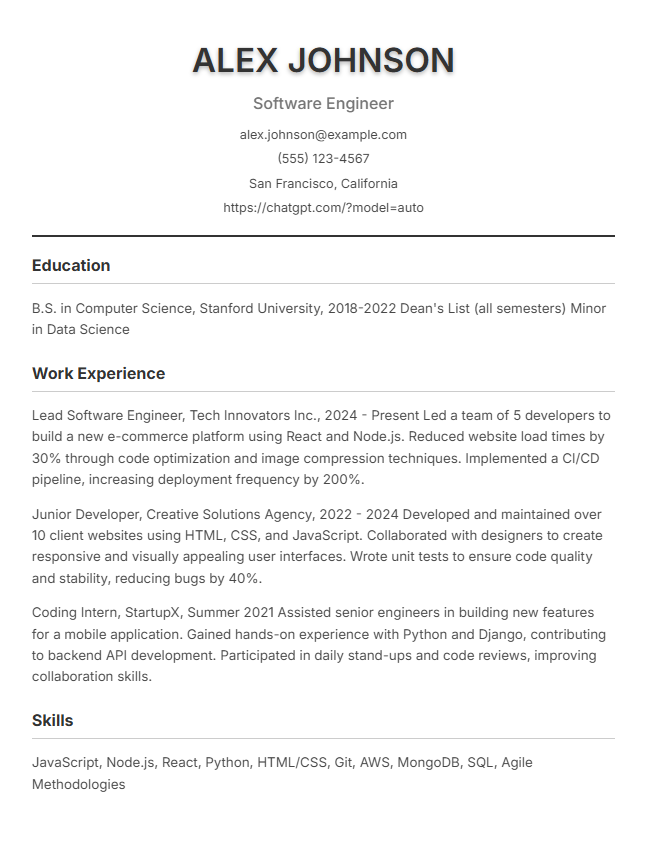 ALEX JOHNSON
Software Engineer
alex.johnson@example.com
(555) 123-4567
San Francisco, California
https://chatgpt.com/?model=auto
Education
B.S. in Computer Science, Stanford University, 2018-2022 Dean's List (all semesters) Minor
in Data Science
Work Experience
Lead Software Engineer, Tech Innovators Inc., 2024 - Present Led a team of 5 developers to
build a new e-commerce platform using React and Node.js. Reduced website load times by
30% through code optimization and image compression techniques. Implemented a CI/CD
pipeline, increasing deployment frequency by 200%.
Junior Developer, Creative Solutions Agency, 2022 - 2024 Developed and maintained over
10 client websites using HTML, CSS, and JavaScript. Collaborated with designers to create
responsive and visually appealing user interfaces. Wrote unit tests to ensure code quality
and stability, reducing bugs by 40%.
Coding Intern, StartupX, Summer 2021 Assisted senior engineers in building new features
for a mobile application. Gained hands-on experience with Python and Django, contributing
to backend API development. Participated in daily stand-ups and code reviews, improving
collaboration skills.
Skills
JavaScript, Node.js, React, Python, HTML/CSS, Git, AWS, MongoDB, SQL, Agile
Methodologies